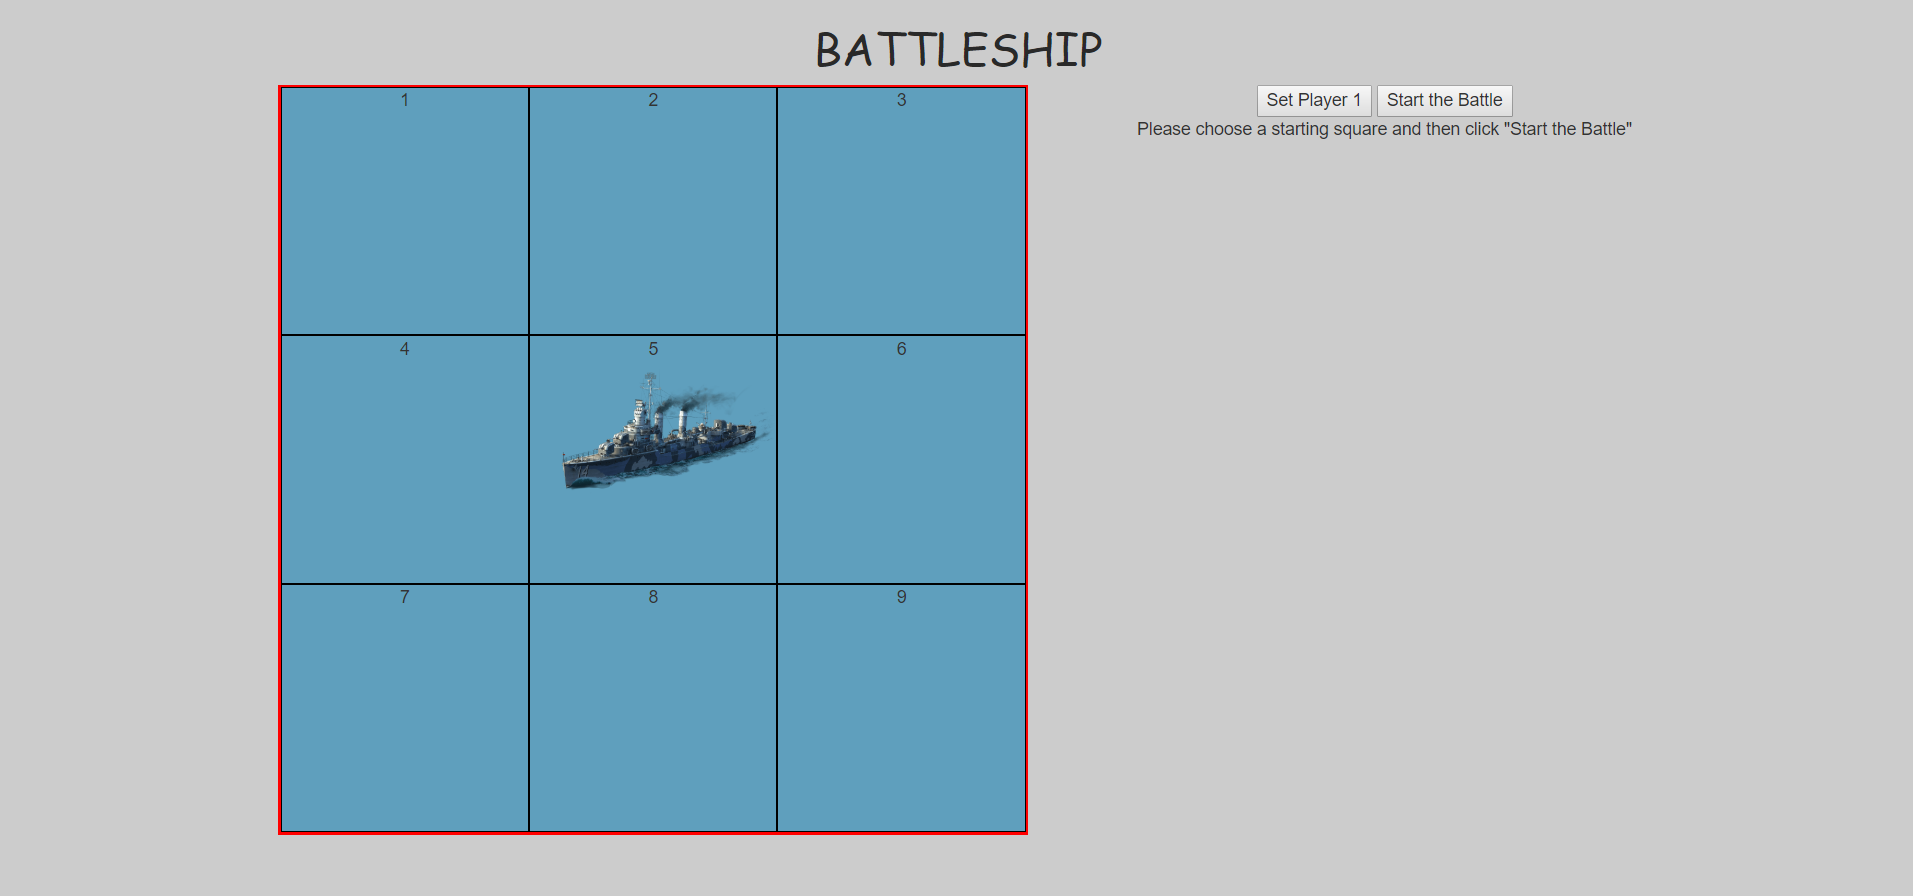 BATTLESHIP
1 2 3
Set Player 1 Start the Battle
Please choose a starting square and then click "Start the Battle"
4 5 6
14
7 8 9